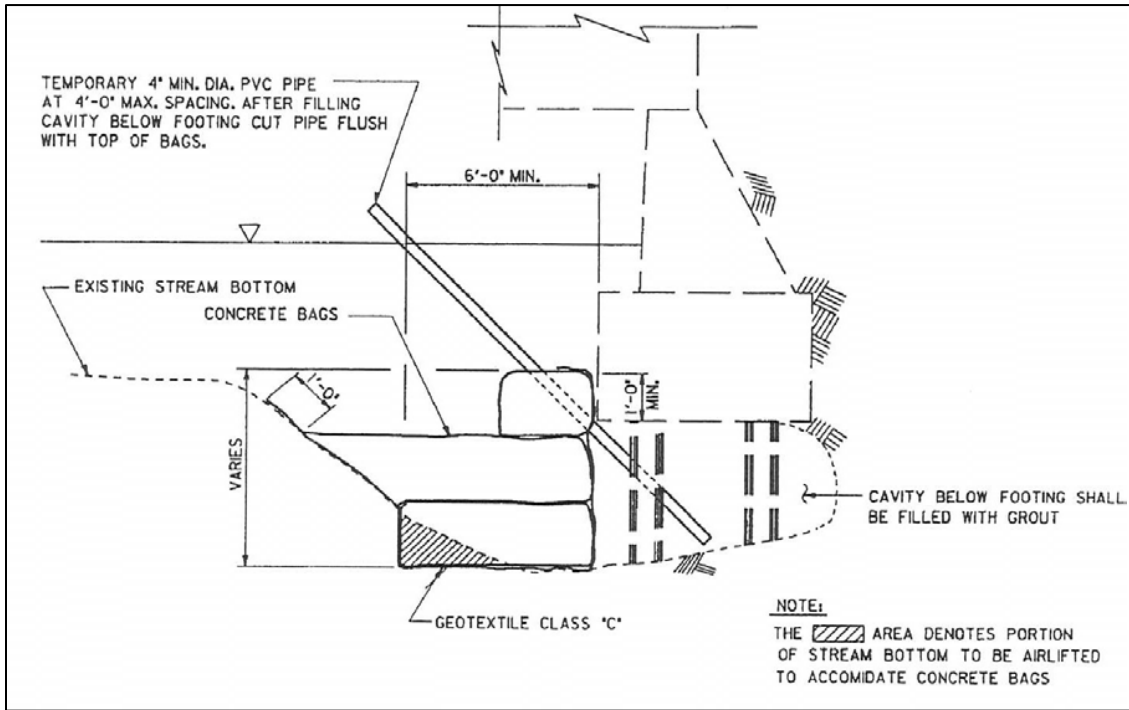 TEMPORARY 4" MIN. DIA. PVC PIPE
AT 4'-0" MAX. SPACING. AFTER FILLING
CAVITY BELOW FOOTING CUT PIPE FLUSH
WITH TOP OF BAGS.
6'-0" MIN.
EXISTING STREAM BOTTOM
CONCRETE BAGS
1'-0"
1'-0"
MIN.
VARIES
CAVITY BELOW FOOTING SHALL
BE FILLED WITH GROUT
GEOTEXTILE CLASS "C"
NOTE:
THE AREA DENOTES PORTION
OF STREAM BOTTOM TO BE AIRLIFTED
TO ACCOMIDATE CONCRETE BAGS